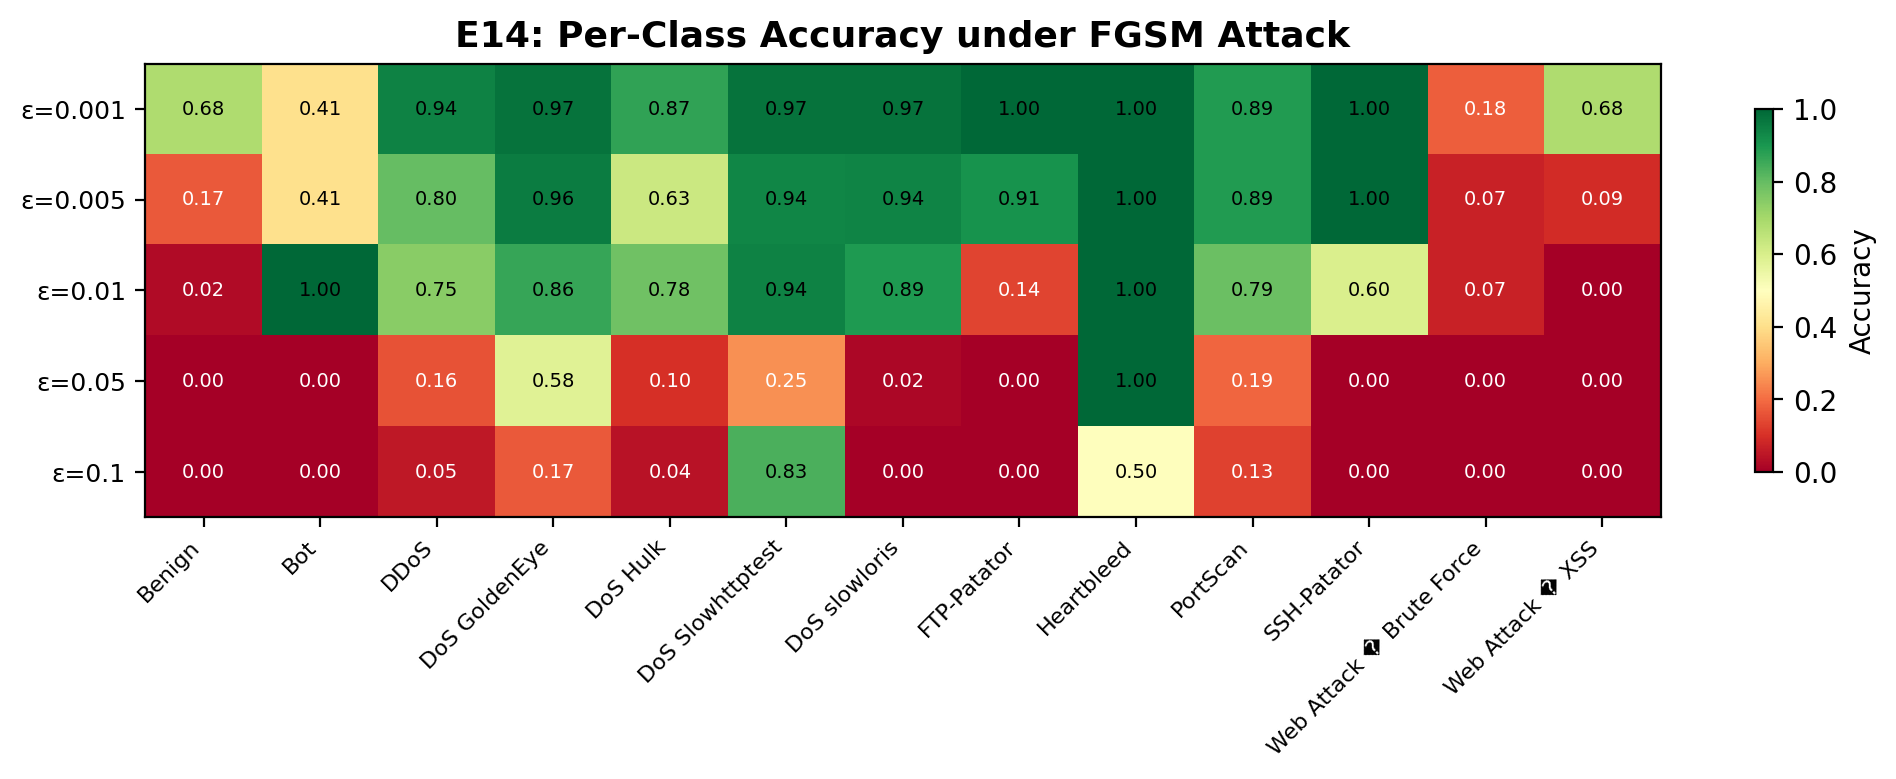 E14: Per-Class Accuracy under FGSM Attack
ε=0.001 0.68 0.41 0.94 0.97 0.87 0.97 0.97 1.00 1.00 0.89 1.00 0.18 0.68
ε=0.005 0.17 0.41 0.80 0.96 0.63 0.94 0.94 0.91 1.00 0.89 1.00 0.07 0.09
ε=0.01 0.02 1.00 0.75 0.86 0.78 0.94 0.89 0.14 1.00 0.79 0.60 0.07 0.00
ε=0.05 0.00 0.00 0.16 0.58 0.10 0.25 0.02 0.00 1.00 0.19 0.00 0.00 0.00
ε=0.1 0.00 0.00 0.05 0.17 0.04 0.83 0.00 0.00 0.50 0.13 0.00 0.00 0.00
Benign
Bot
DDoS
DoS GoldenEye
DoS Hulk
DoS Slowhttptest
DoS slowloris
FTP-Patator
Heartbleed
PortScan
SSH-Patator
Web Attack � Brute Force
Web Attack � XSS
1.0
0.8
0.6
0.4
0.2
0.0
Accuracy